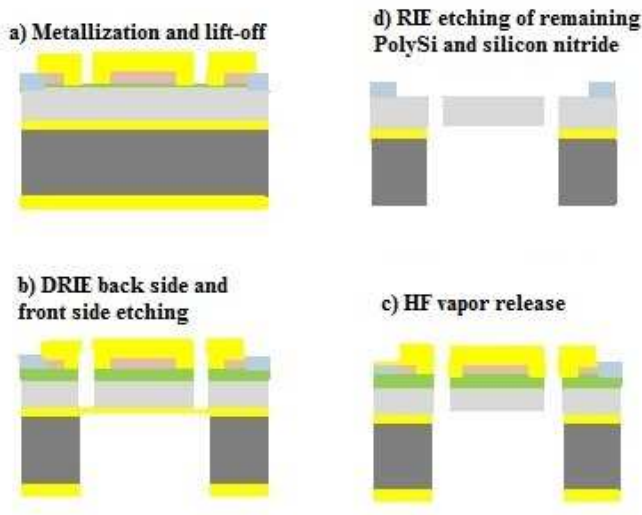 a) Metallization and lift-off
d) RIE etching of remaining
PolySi and silicon nitride
b) DRIE back side and
front side etching
c) HF vapor release